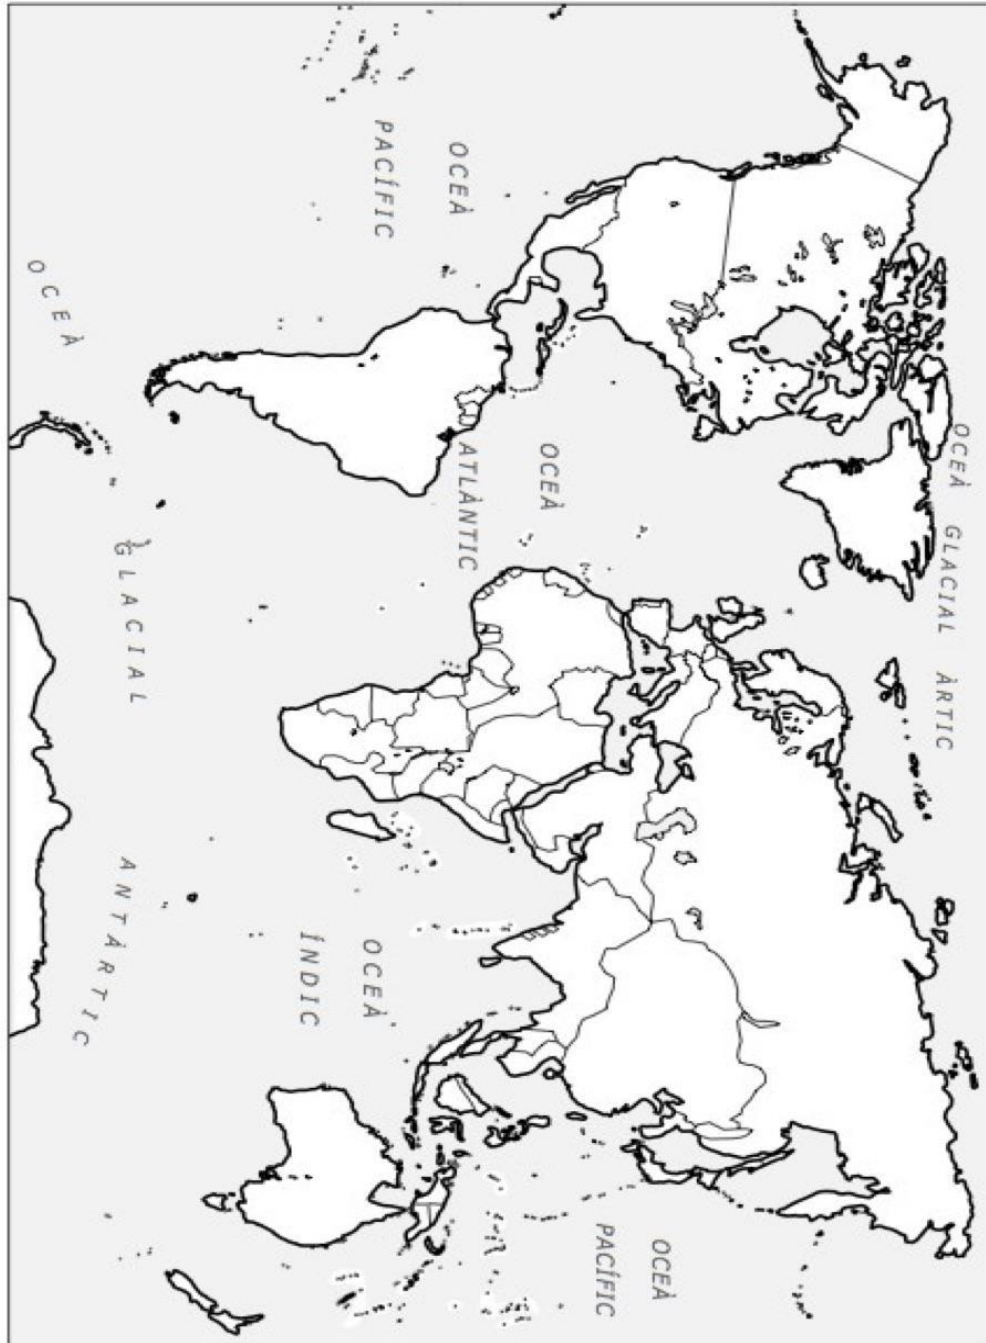 OCEÀ GLACIAL ÀRTIC
OCEÀ
PACÍFIC
OCEÀ
ATLÀNTIC
OCEÀ
PACÍFIC
OCEÀ
ÍNDIC
OCEÀ GLACIAL ANTÀRTIC